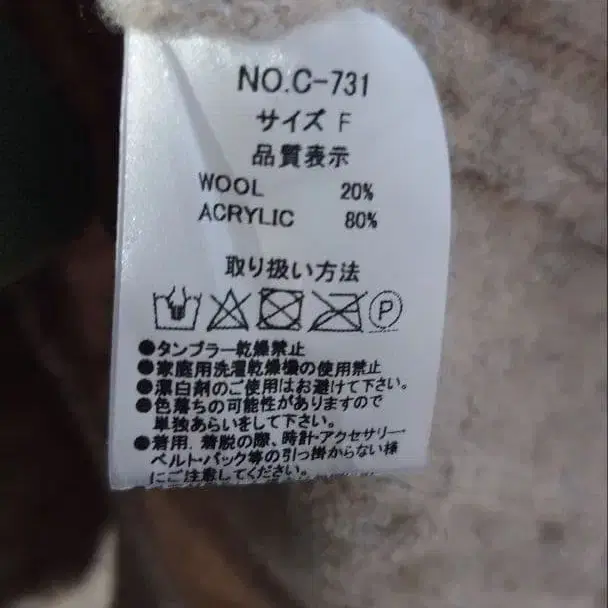 NO.C-731
サイズ F
品質表示
WOOL 20%
ACRYLIC 80%
取り扱い方法
P
●タンブラー乾燥禁止
●家庭用洗濯乾燥機の使用禁止
●漂白剤のご使用はお避けて下さい。
●色落ちの可能性がありますので
単独あらいをして下さい。
●着用.着脱の際、時計・アクセサリー・
ベルト・バック等の引っ掛からない様
にご注意してください。